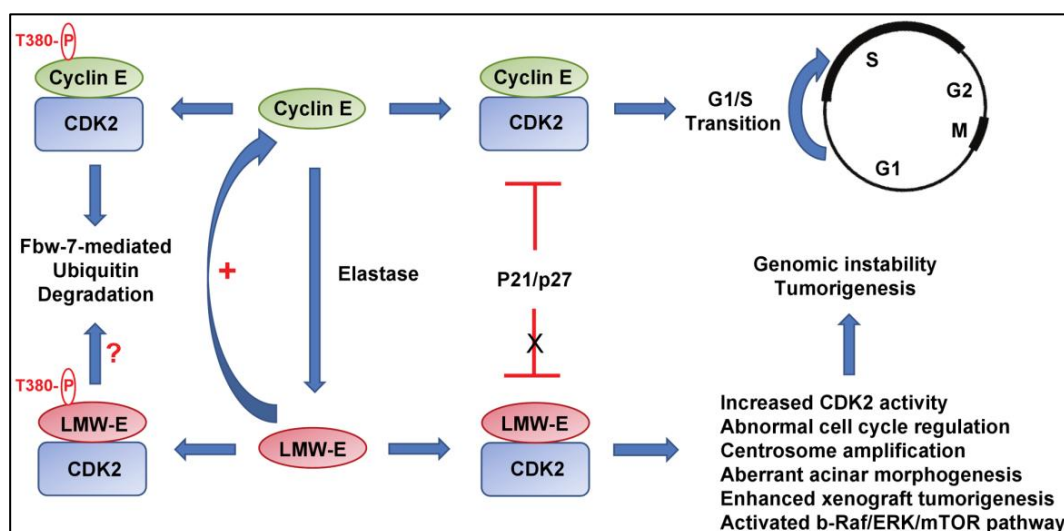 T380-P
Cyclin E
CDK2
Cyclin E
Cyclin E
CDK2
G1/S
Transition
S
G2
M
G1
Fbw-7-mediated
Ubiquitin
Degradation
+
Elastase
P21/p27
X
Genomic instability
Tumorigenesis
?
T380-P
LMW-E
CDK2
LMW-E
LMW-E
CDK2
Increased CDK2 activity
Abnormal cell cycle regulation
Centrosome amplification
Aberrant acinar morphogenesis
Enhanced xenograft tumorigenesis
Activated b-Raf/ERK/mTOR pathway